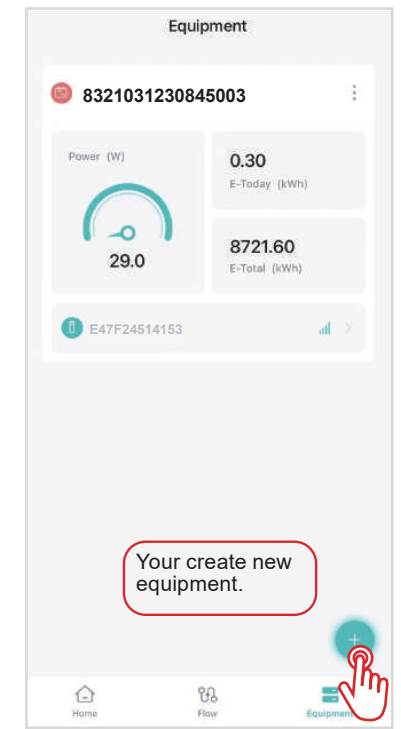 Equipment
8321031230845003
Power (W)
29.0
0.30
E-Today (kWh)
8721.60
E-Total (kWh)
E47F24514153
Your create new
equipment.
Home
Flow
Equipment